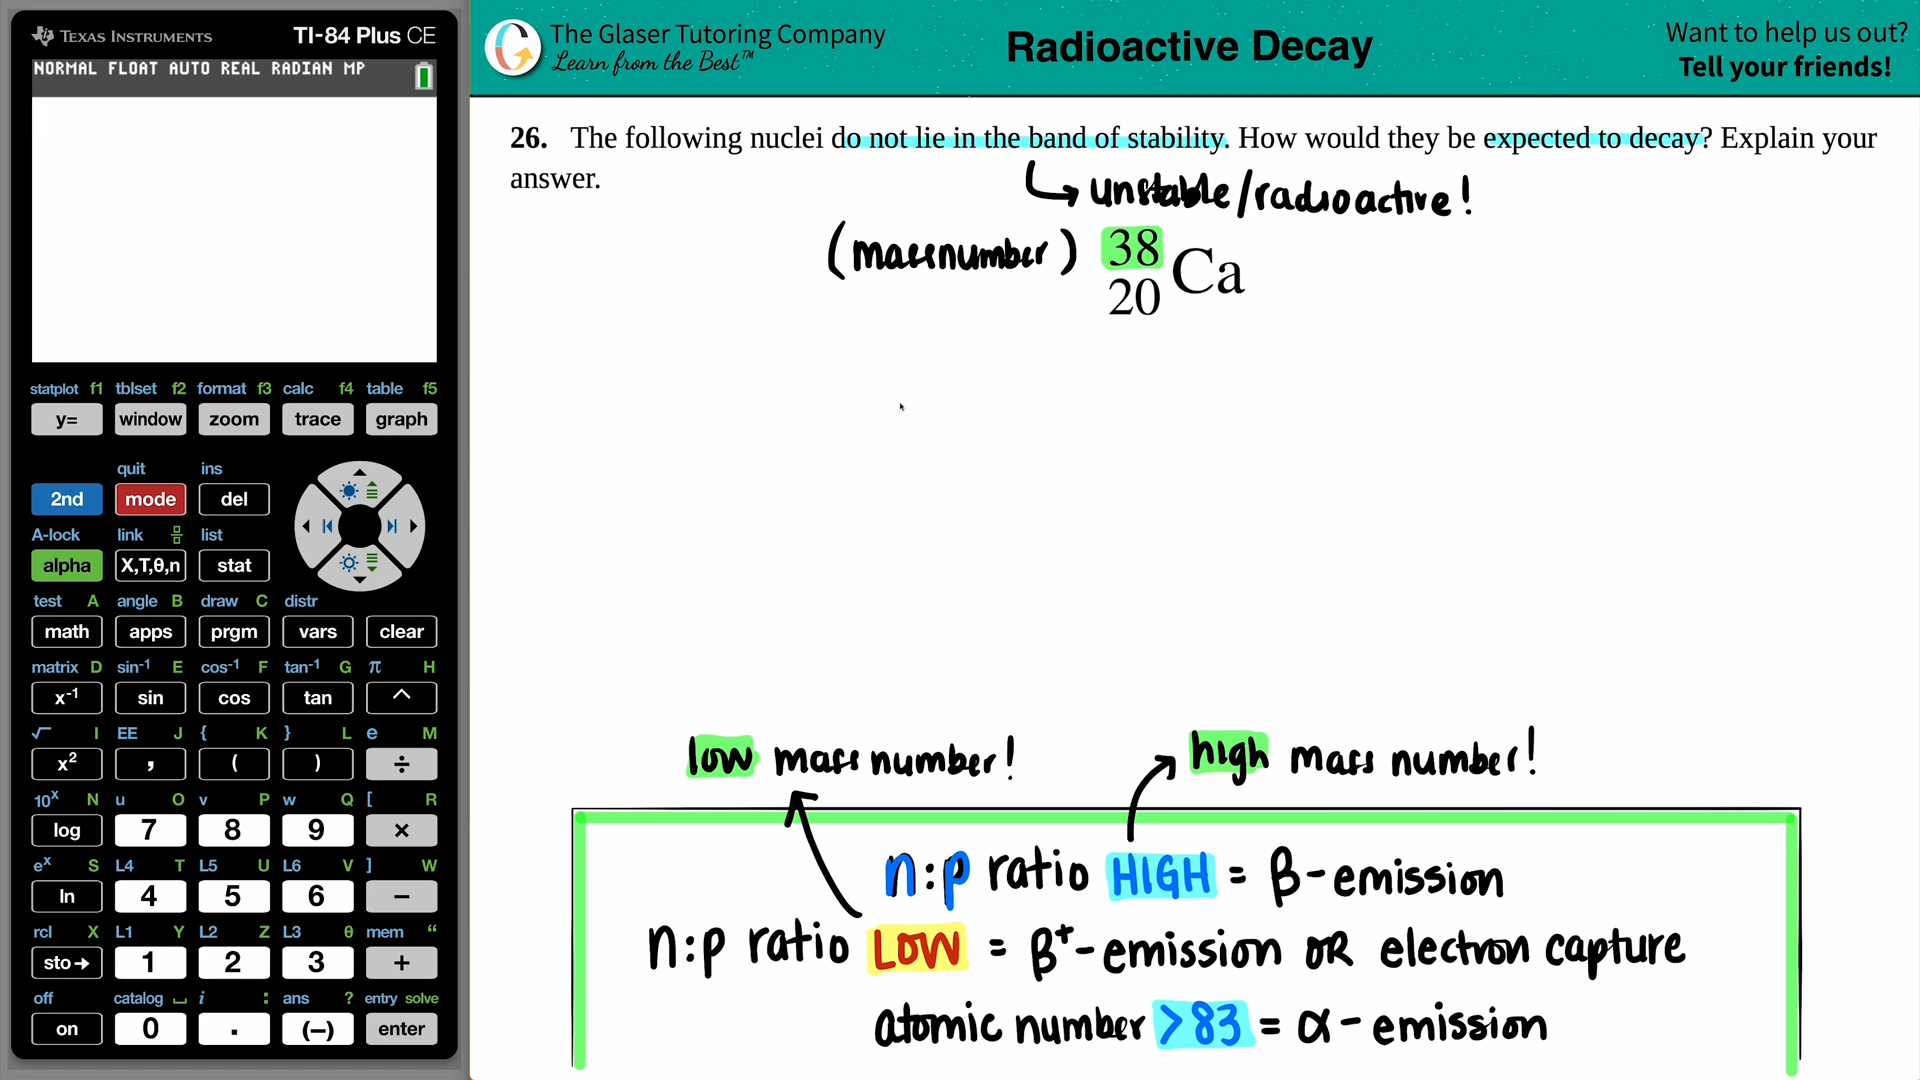 TEXAS INSTRUMENTS TI-84 Plus CE
NORMAL FLOAT AUTO REAL RADIAN MP
statplot f1 tblset f2 format f3 calc f4 table f5
y= window zoom trace graph
quit ins
2nd mode del
A-lock link list
alpha X,T,θ,n stat
test A angle B draw C distr
math apps prgm vars clear
matrix D sin-1 E cos-1 F tan-1 G π H
x-1 sin cos tan ^
√ I EE J { K } L e M
x² , ( ) ÷
10x N u O v P w Q [ R
log 7 8 9 ×
ex S L4 T L5 U L6 V ] W
ln 4 5 6 −
rcl X L1 Y L2 Z L3 θ mem “
sto→ 1 2 3 +
off catalog ⎵ i : ans ? entry solve
on 0 . (−) enter
The Glaser Tutoring Company
Learn from the Best™
Radioactive Decay
Want to help us out?
Tell your friends!
26. The following nuclei do not lie in the band of stability. How would they be expected to decay? Explain your
answer.
unstable/radioactive!
(mass number) 38
20 Ca
low mass number! high mass number!
n:p ratio HIGH = β-emission
n:p ratio LOW = β+-emission OR electron capture
atomic number >83 = α-emission